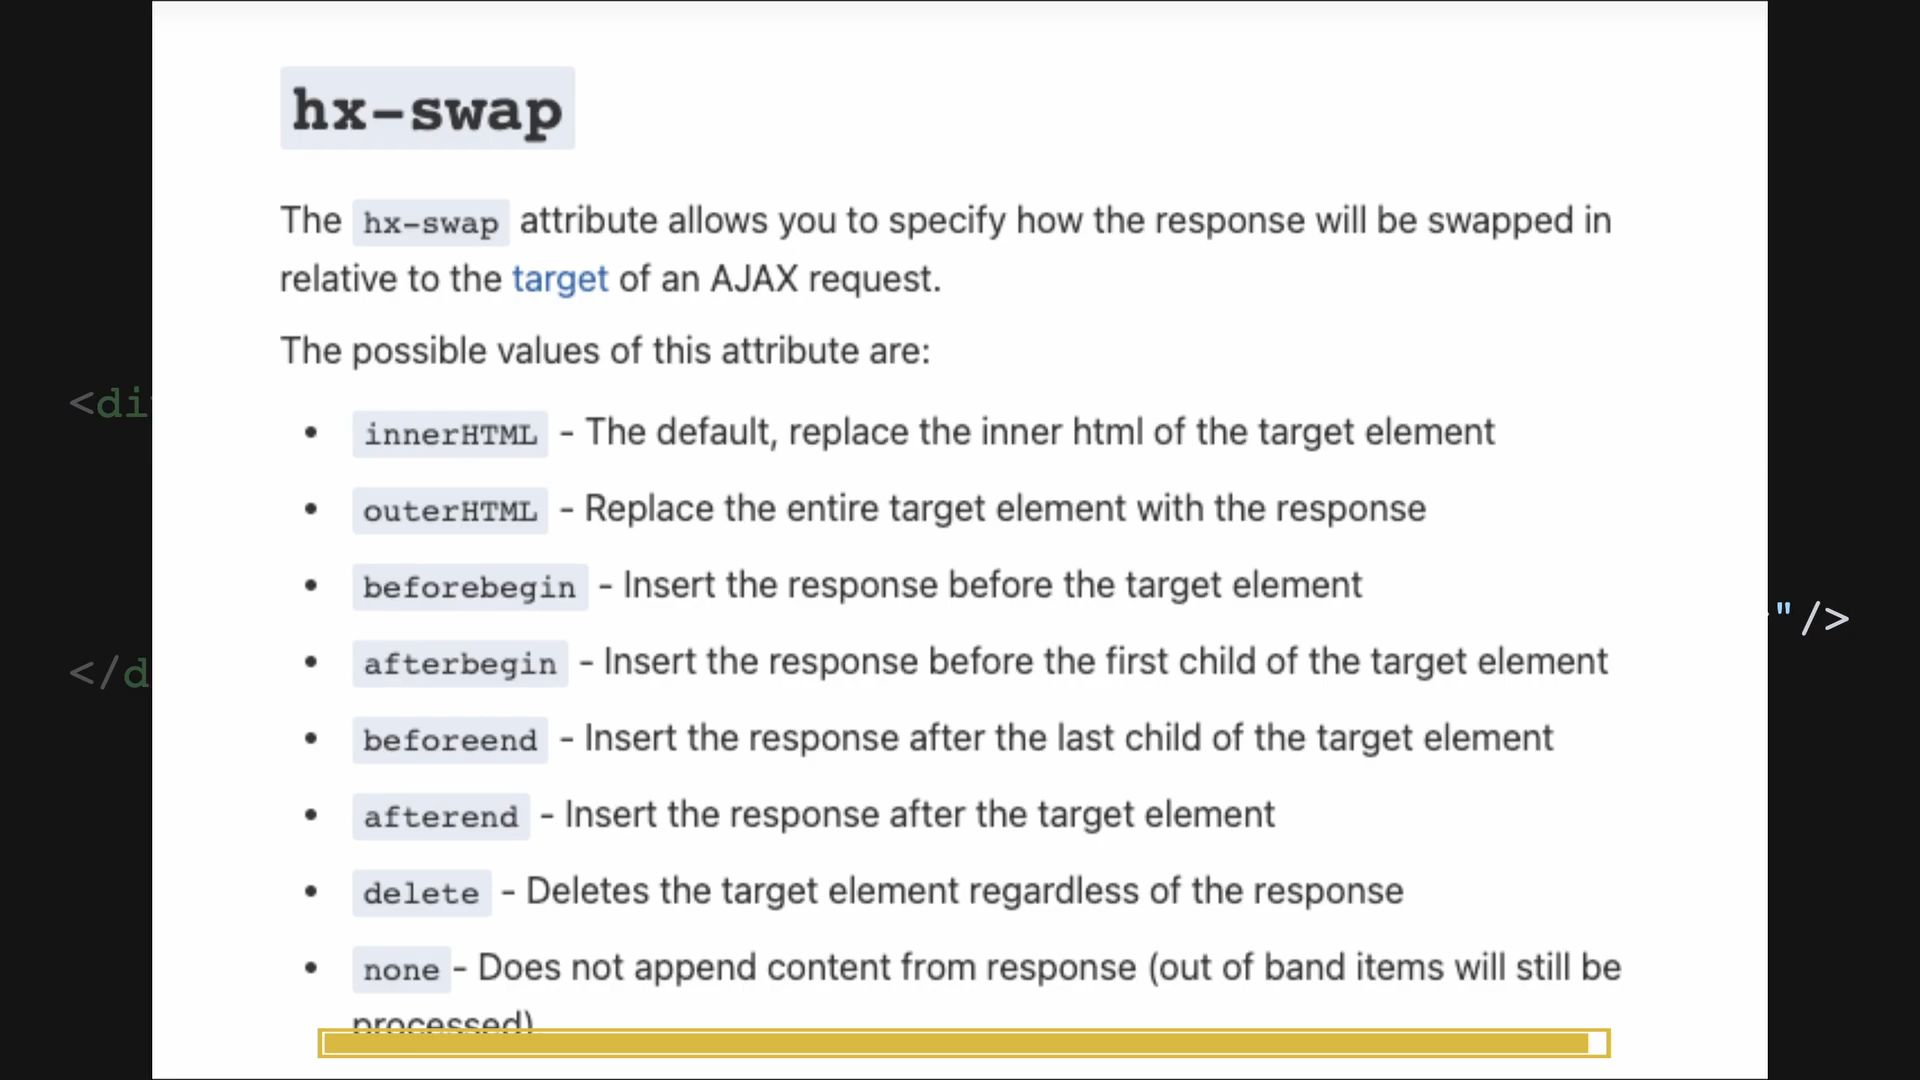 hx-swap
The hx-swap attribute allows you to specify how the response will be swapped in
relative to the target of an AJAX request.
The possible values of this attribute are:
<di
• innerHTML - The default, replace the inner html of the target element
• outerHTML - Replace the entire target element with the response
• beforebegin - Insert the response before the target element
"/>
• afterbegin - Insert the response before the first child of the target element
</d
• beforeend - Insert the response after the last child of the target element
• afterend - Insert the response after the target element
• delete - Deletes the target element regardless of the response
• none - Does not append content from response (out of band items will still be
processed)